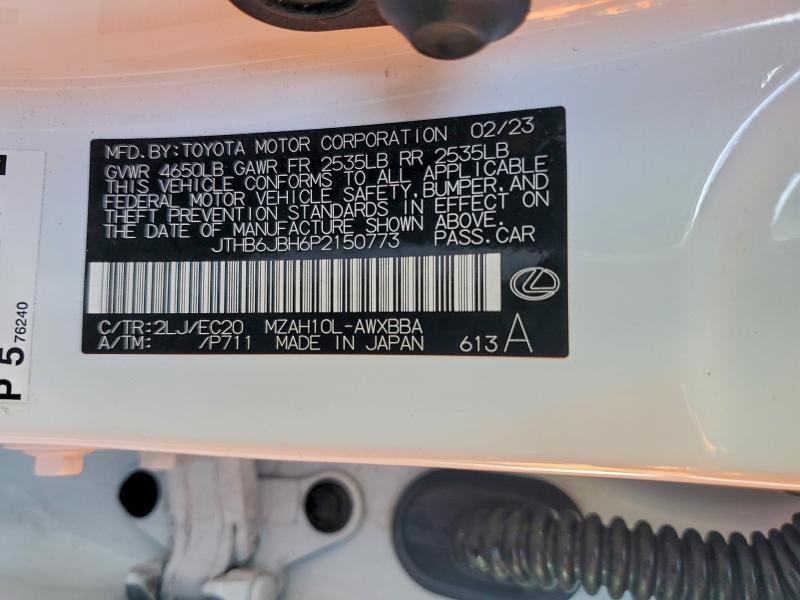 MFD. BY: TOYOTA MOTOR CORPORATION 02/23
GVWR 4650LB GAWR FR 2535LB RR 2535LB
THIS VEHICLE CONFORMS TO ALL APPLICABLE
FEDERAL MOTOR VEHICLE SAFETY, BUMPER, AND
THEFT PREVENTION STANDARDS IN EFFECT ON
THE DATE OF MANUFACTURE SHOWN ABOVE.
JTHB6JBH6P2150773 PASS. CAR
C/TR: 2LJ/EC20 MZAH10L-AWXBBA
A/TM: /P711 MADE IN JAPAN 613 A
P 5 76240